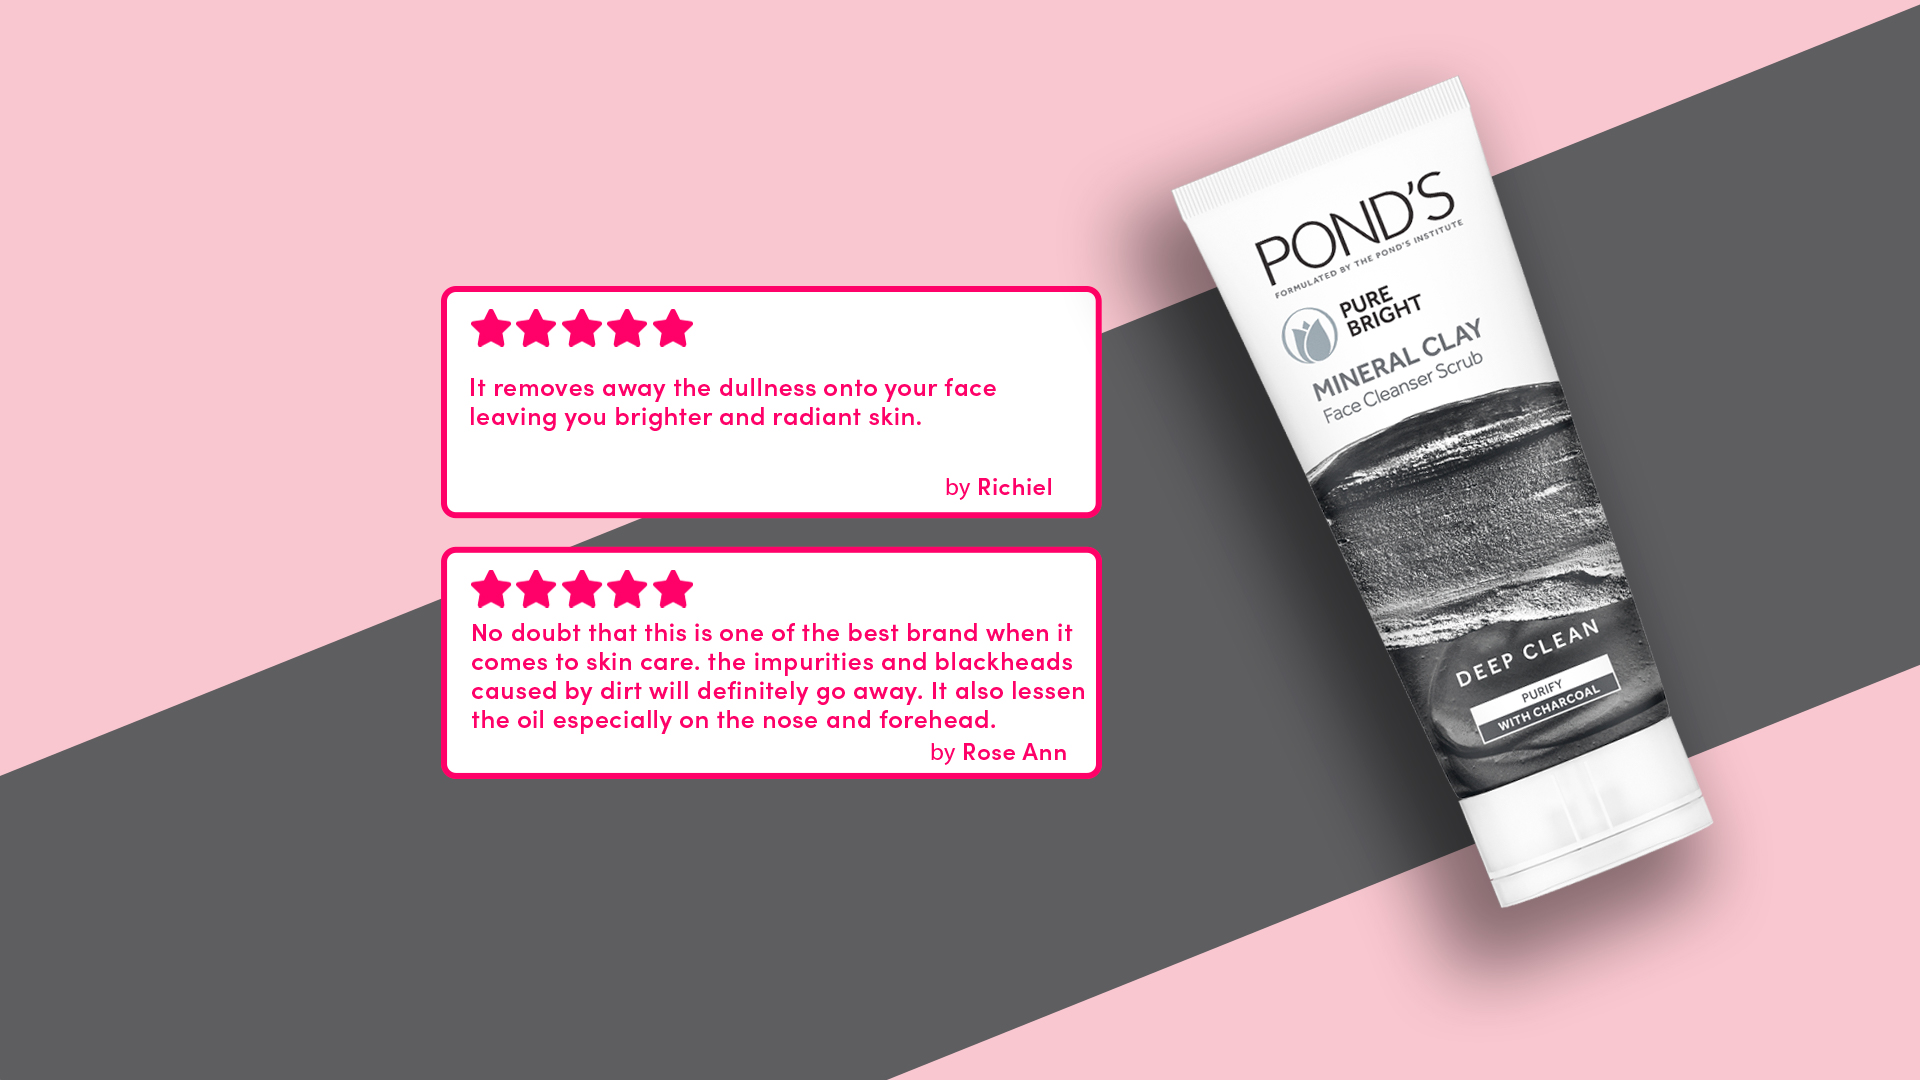 It removes away the dullness onto your face
leaving you brighter and radiant skin.
by Richiel
No doubt that this is one of the best brand when it
comes to skin care. the impurities and blackheads
caused by dirt will definitely go away. It also lessen
the oil especially on the nose and forehead.
by Rose Ann
POND'S
FORMULATED BY THE POND'S INSTITUTE
PURE
BRIGHT
MINERAL CLAY
Face Cleanser Scrub
DEEP CLEAN
PURIFY
WITH CHARCOAL